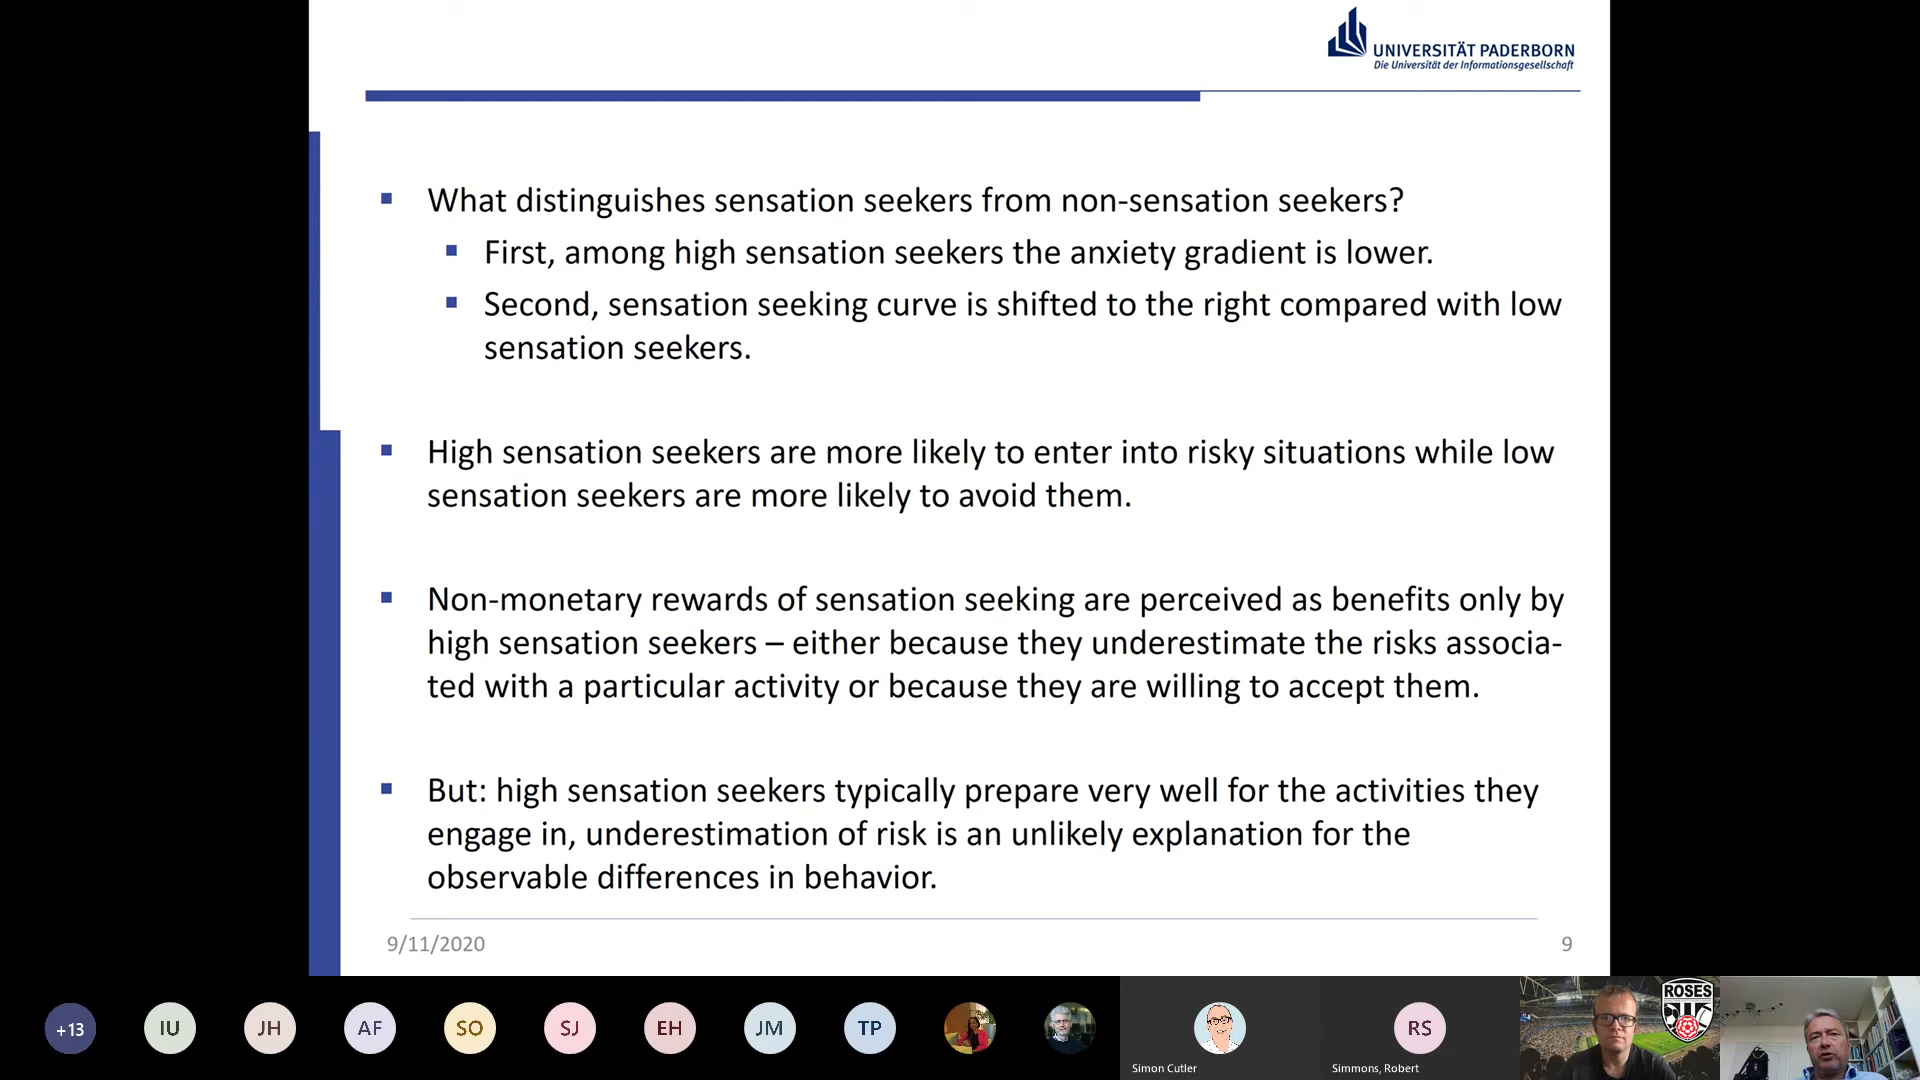 UNIVERSITÄT PADERBORN
Die Universität der Informationsgesellschaft
What distinguishes sensation seekers from non-sensation seekers?
First, among high sensation seekers the anxiety gradient is lower.
Second, sensation seeking curve is shifted to the right compared with low
sensation seekers.
High sensation seekers are more likely to enter into risky situations while low
sensation seekers are more likely to avoid them.
Non-monetary rewards of sensation seeking are perceived as benefits only by
high sensation seekers – either because they underestimate the risks associa-
ted with a particular activity or because they are willing to accept them.
But: high sensation seekers typically prepare very well for the activities they
engage in, underestimation of risk is an unlikely explanation for the
observable differences in behavior.
9/11/2020
9
+13
IU
JH
AF
SO
SJ
EH
JM
TP
Simon Cutler
RS
Simmons, Robert
ROSES